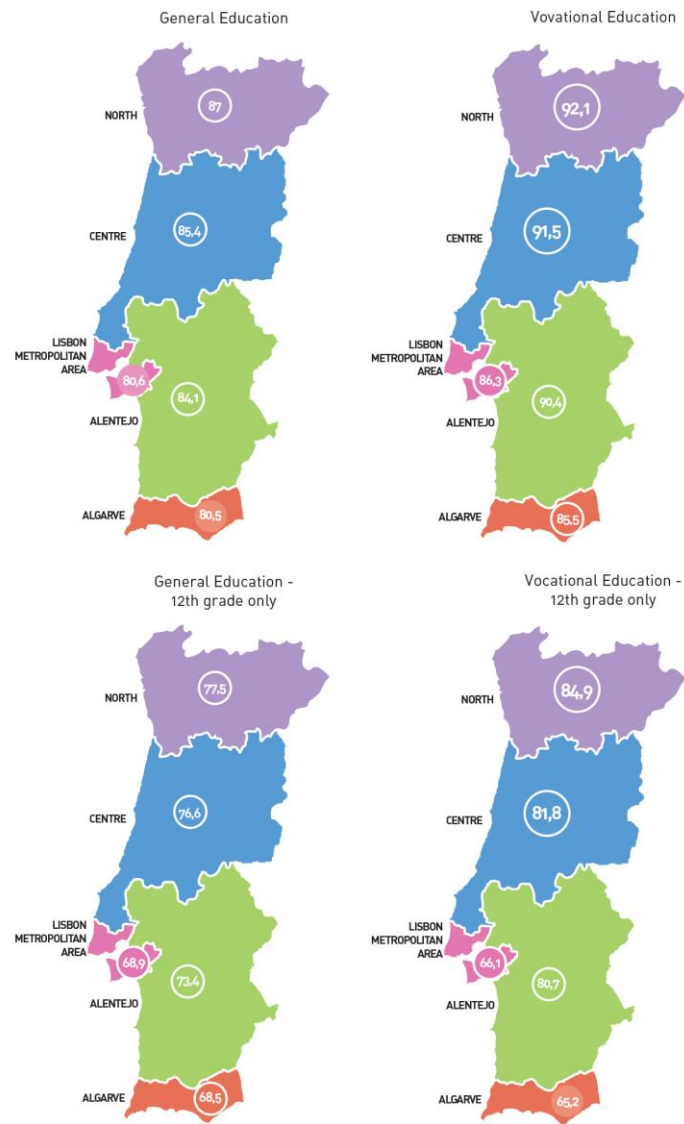 General Education
NORTH
87
CENTRE
85,4
LISBON
METROPOLITAN
AREA
80,6
84,1
ALENTEJO
ALGARVE
80,5
Vovational Education
NORTH
92,1
CENTRE
91,5
LISBON
METROPOLITAN
AREA
86,3
90,4
ALENTEJO
ALGARVE
85,5
General Education -
12th grade only
NORTH
77,5
CENTRE
76,6
LISBON
METROPOLITAN
AREA
68,9
73,4
ALENTEJO
ALGARVE
68,5
Vocational Education -
12th grade only
NORTH
84,9
CENTRE
81,8
LISBON
METROPOLITAN
AREA
66,1
80,7
ALENTEJO
ALGARVE
65,2